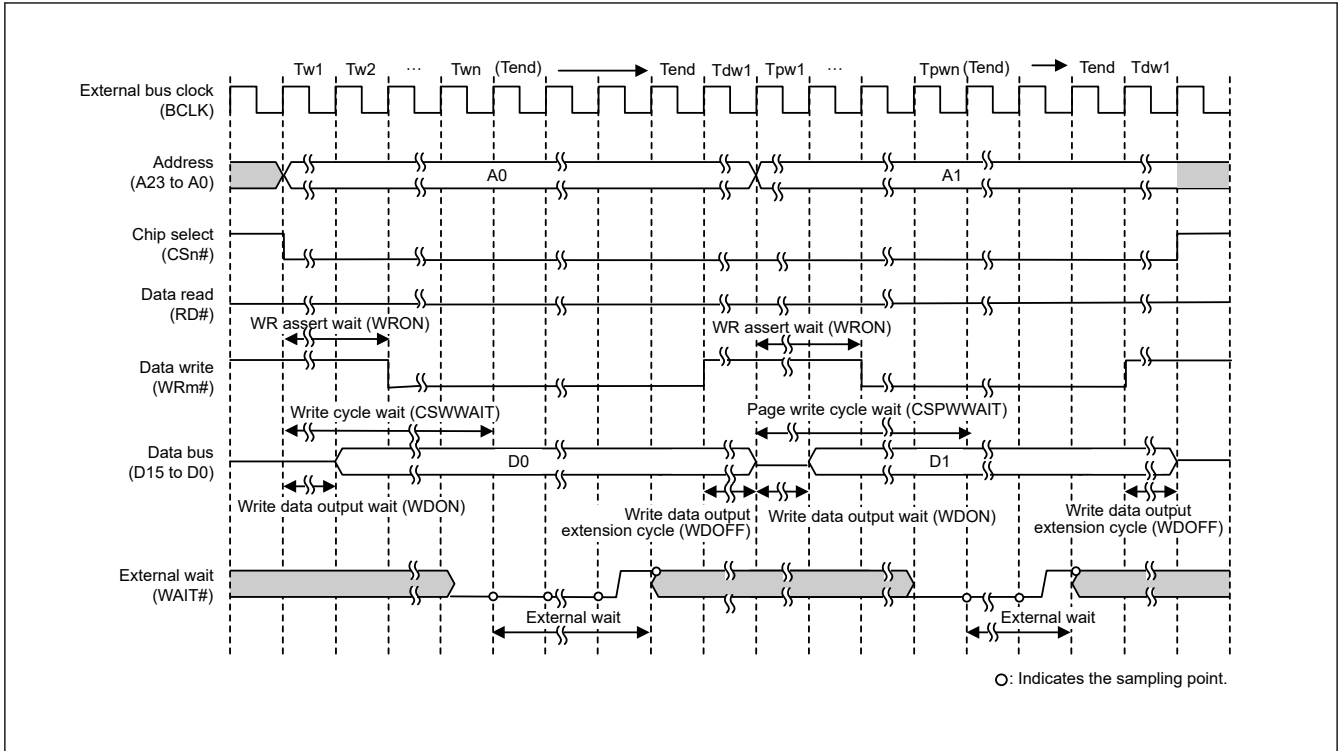 Tw1 Tw2 ... Twn (Tend) Tend Tdw1 Tpw1 ... Tpwn (Tend) Tend Tdw1
External bus clock
(BCLK)
Address
(A23 to A0)
A0 A1
Chip select
(CSn#)
Data read
(RD#)
WR assert wait (WRON) WR assert wait (WRON)
Data write
(WRm#)
Write cycle wait (CSWWAIT) Page write cycle wait (CSPWWAIT)
Data bus
(D15 to D0)
D0 D1
Write data output wait (WDON) Write data output
extension cycle (WDOFF) Write data output wait (WDON) Write data output
extension cycle (WDOFF)
External wait
(WAIT#)
External wait External wait
: Indicates the sampling point.